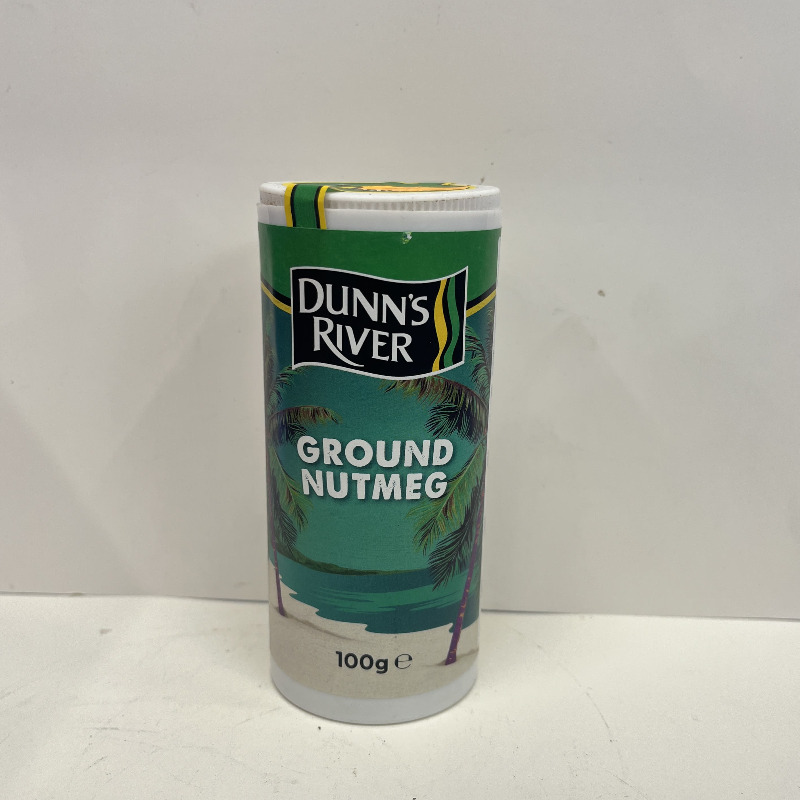 DUNN'S
RIVER
GROUND
NUTMEG
100g ℮